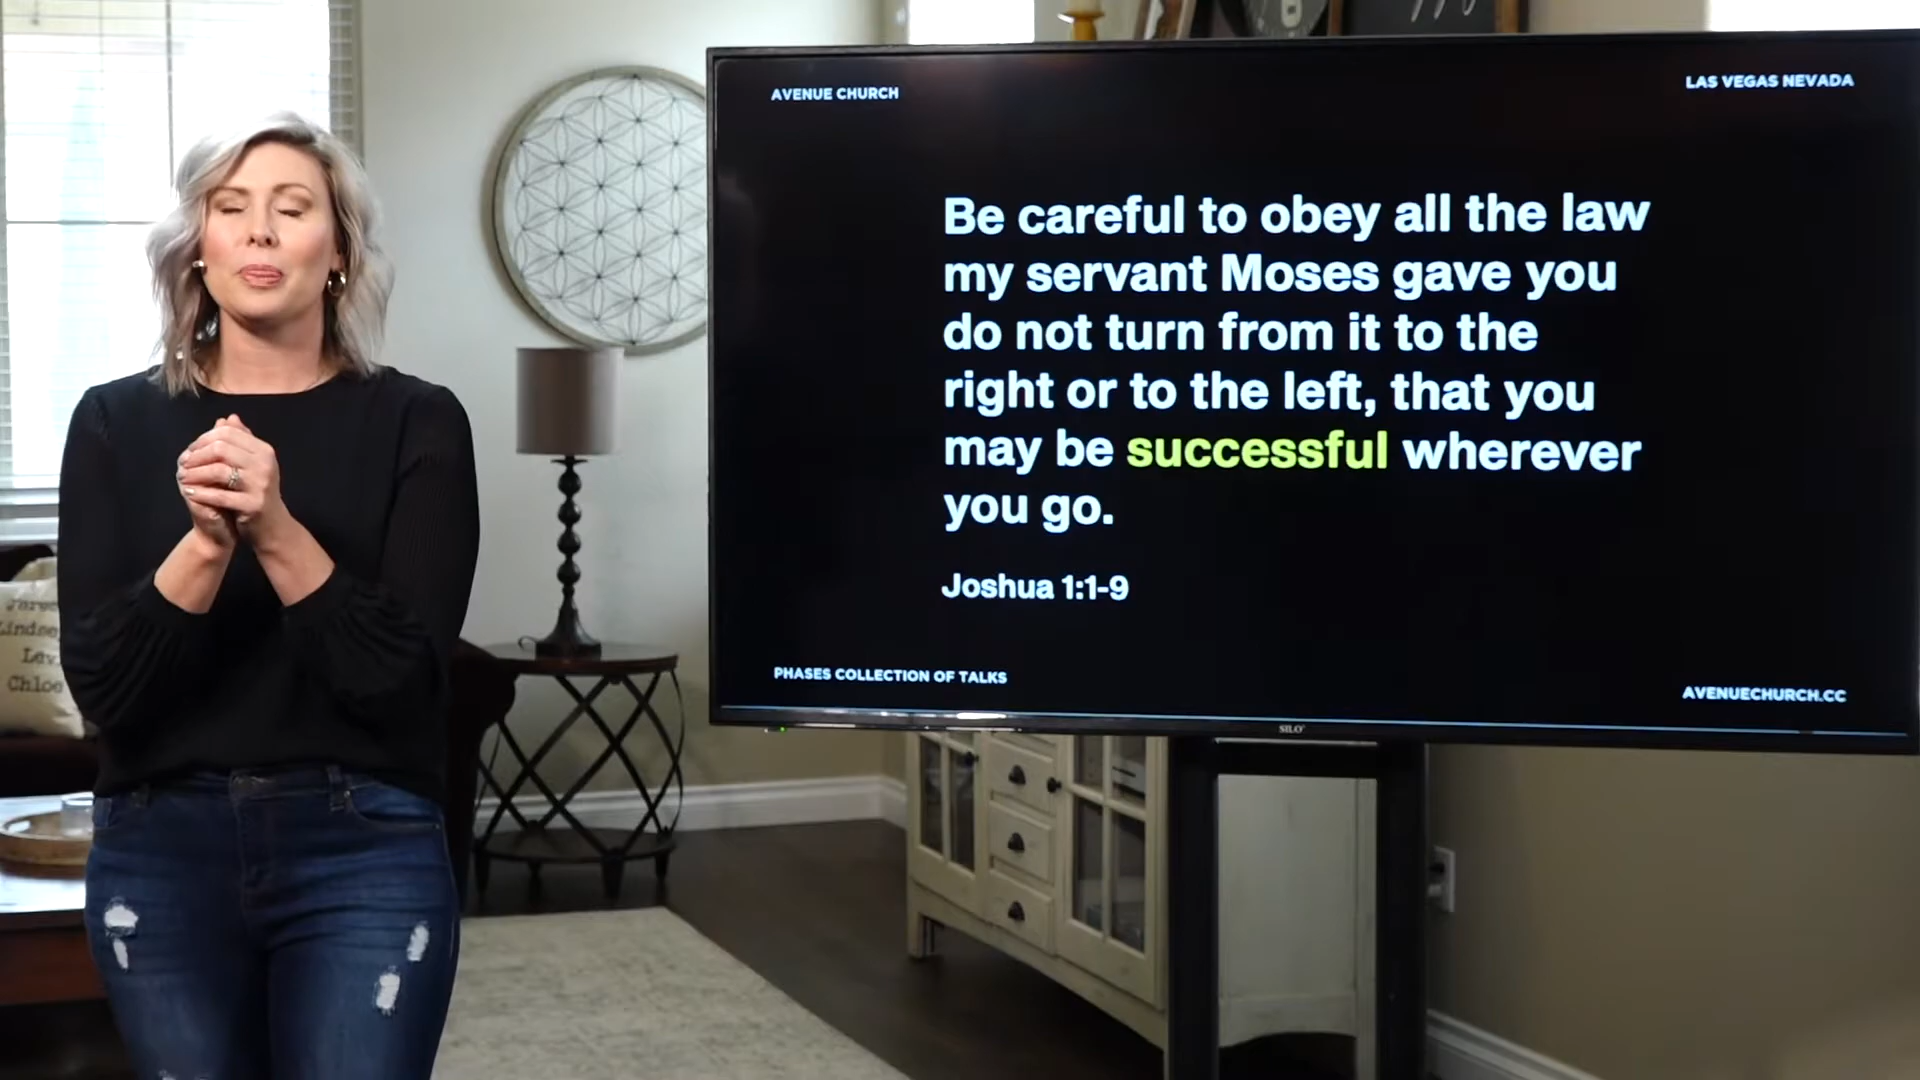 AVENUE CHURCH
LAS VEGAS NEVADA
Be careful to obey all the law
my servant Moses gave you
do not turn from it to the
right or to the left, that you
may be successful wherever
you go.
Joshua 1:1-9
PHASES COLLECTION OF TALKS
AVENUECHURCH.CC
SILO
Chloe